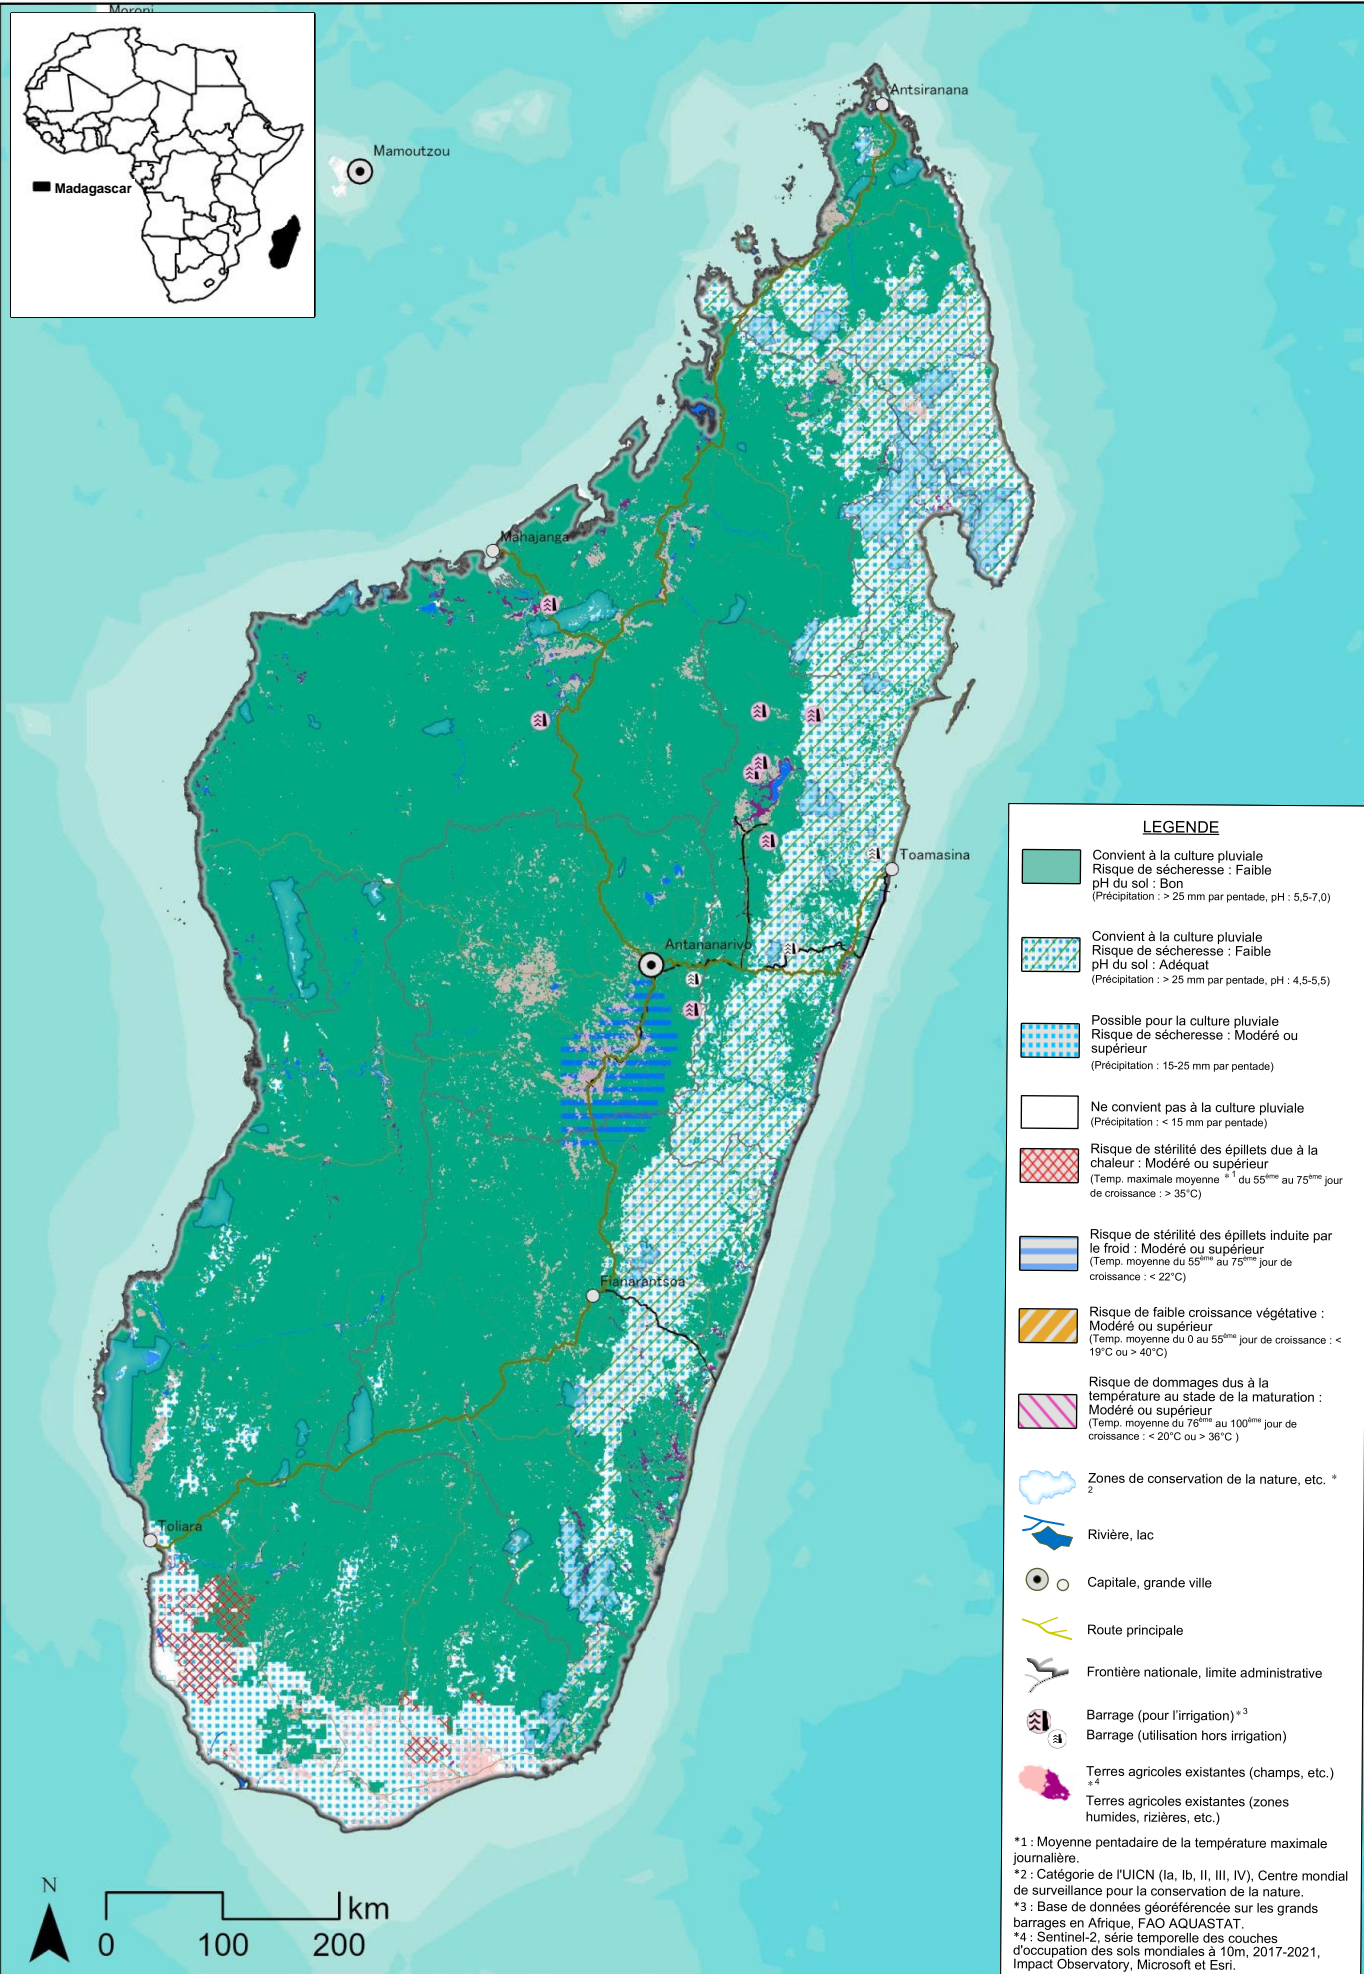 Moroni
Madagascar
Mamoutzou
Antsiranana
Mahajanga
Toamasina
Antananarivo
Fianarantsoa
Toliara
N
km
0 100 200
LEGENDE
Convient à la culture pluviale
Risque de sécheresse : Faible
pH du sol : Bon
(Précipitation : > 25 mm par pentade, pH : 5,5-7,0)
Convient à la culture pluviale
Risque de sécheresse : Faible
pH du sol : Adéquat
(Précipitation : > 25 mm par pentade, pH : 4,5-5,5)
Possible pour la culture pluviale
Risque de sécheresse : Modéré ou
supérieur
(Précipitation : 15-25 mm par pentade)
Ne convient pas à la culture pluviale
(Précipitation : < 15 mm par pentade)
Risque de stérilité des épillets due à la
chaleur : Modéré ou supérieur
(Temp. maximale moyenne *1 du 55ème au 75ème jour
de croissance : > 35°C)
Risque de stérilité des épillets induite par
le froid : Modéré ou supérieur
(Temp. moyenne du 55ème au 75ème jour de
croissance : < 22°C)
Risque de faible croissance végétative :
Modéré ou supérieur
(Temp. moyenne du 0 au 55ème jour de croissance : <
19°C ou > 40°C)
Risque de dommages dus à la
température au stade de la maturation :
Modéré ou supérieur
(Temp. moyenne du 76ème au 100ème jour de
croissance : < 20°C ou > 36°C )
Zones de conservation de la nature, etc. *
2
Rivière, lac
Capitale, grande ville
Route principale
Frontière nationale, limite administrative
Barrage (pour l'irrigation)*3
Barrage (utilisation hors irrigation)
Terres agricoles existantes (champs, etc.)
*4
Terres agricoles existantes (zones
humides, rizières, etc.)
*1 : Moyenne pentadaire de la température maximale
journalière.
*2 : Catégorie de l'UICN (Ia, Ib, II, III, IV), Centre mondial
de surveillance pour la conservation de la nature.
*3 : Base de données géoréférencée sur les grands
barrages en Afrique, FAO AQUASTAT.
*4 : Sentinel-2, série temporelle des couches
d'occupation des sols mondiales à 10m, 2017-2021,
Impact Observatory, Microsoft et Esri.